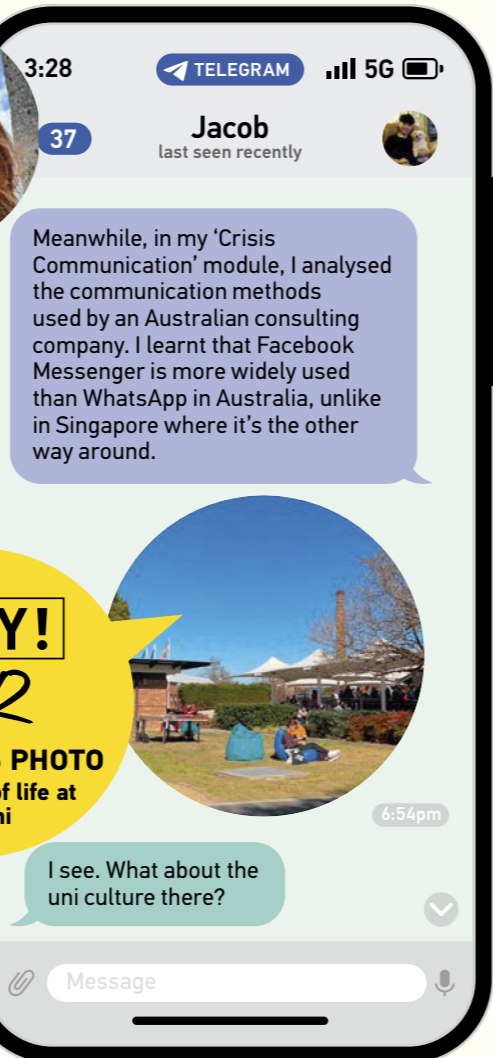 3:28
TELEGRAM
5G
37
Jacob
last seen recently
Meanwhile, in my ‘Crisis
Communication’ module, I analysed
the communication methods
used by an Australian consulting
company. I learnt that Facebook
Messenger is more widely used
than WhatsApp in Australia, unlike
in Singapore where it’s the other
way around.
Y!
R
PHOTO
of life at
6:54pm
I see. What about the
uni culture there?
Message